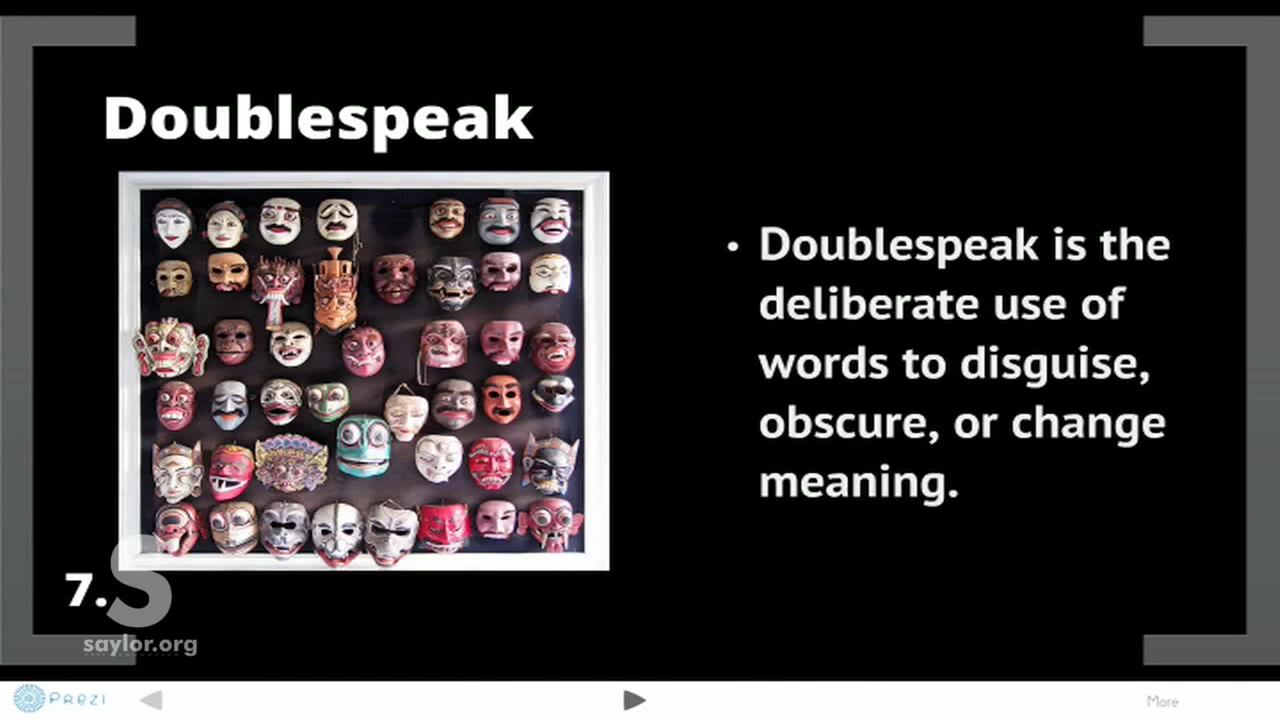 Doublespeak
• Doublespeak is the
deliberate use of
words to disguise,
obscure, or change
meaning.
7.
S
saylor.org
Prezi
More